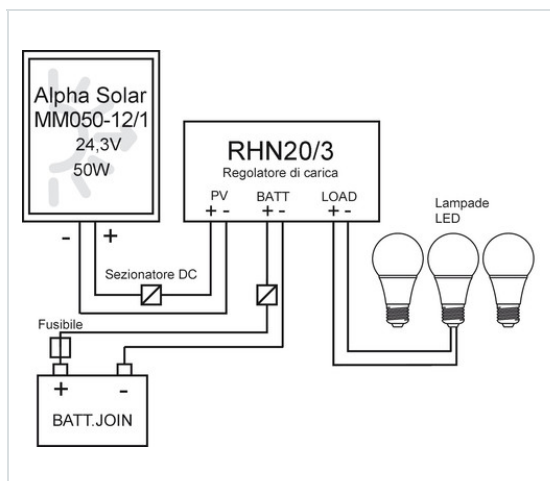 Alpha Solar
MM050-12/1
24,3V
50W
- +
RHN20/3
Regolatore di carica
PV BATT LOAD
+ - + - + -
Lampade
LED
Sezionatore DC
Fusibile
+ -
BATT.JOIN